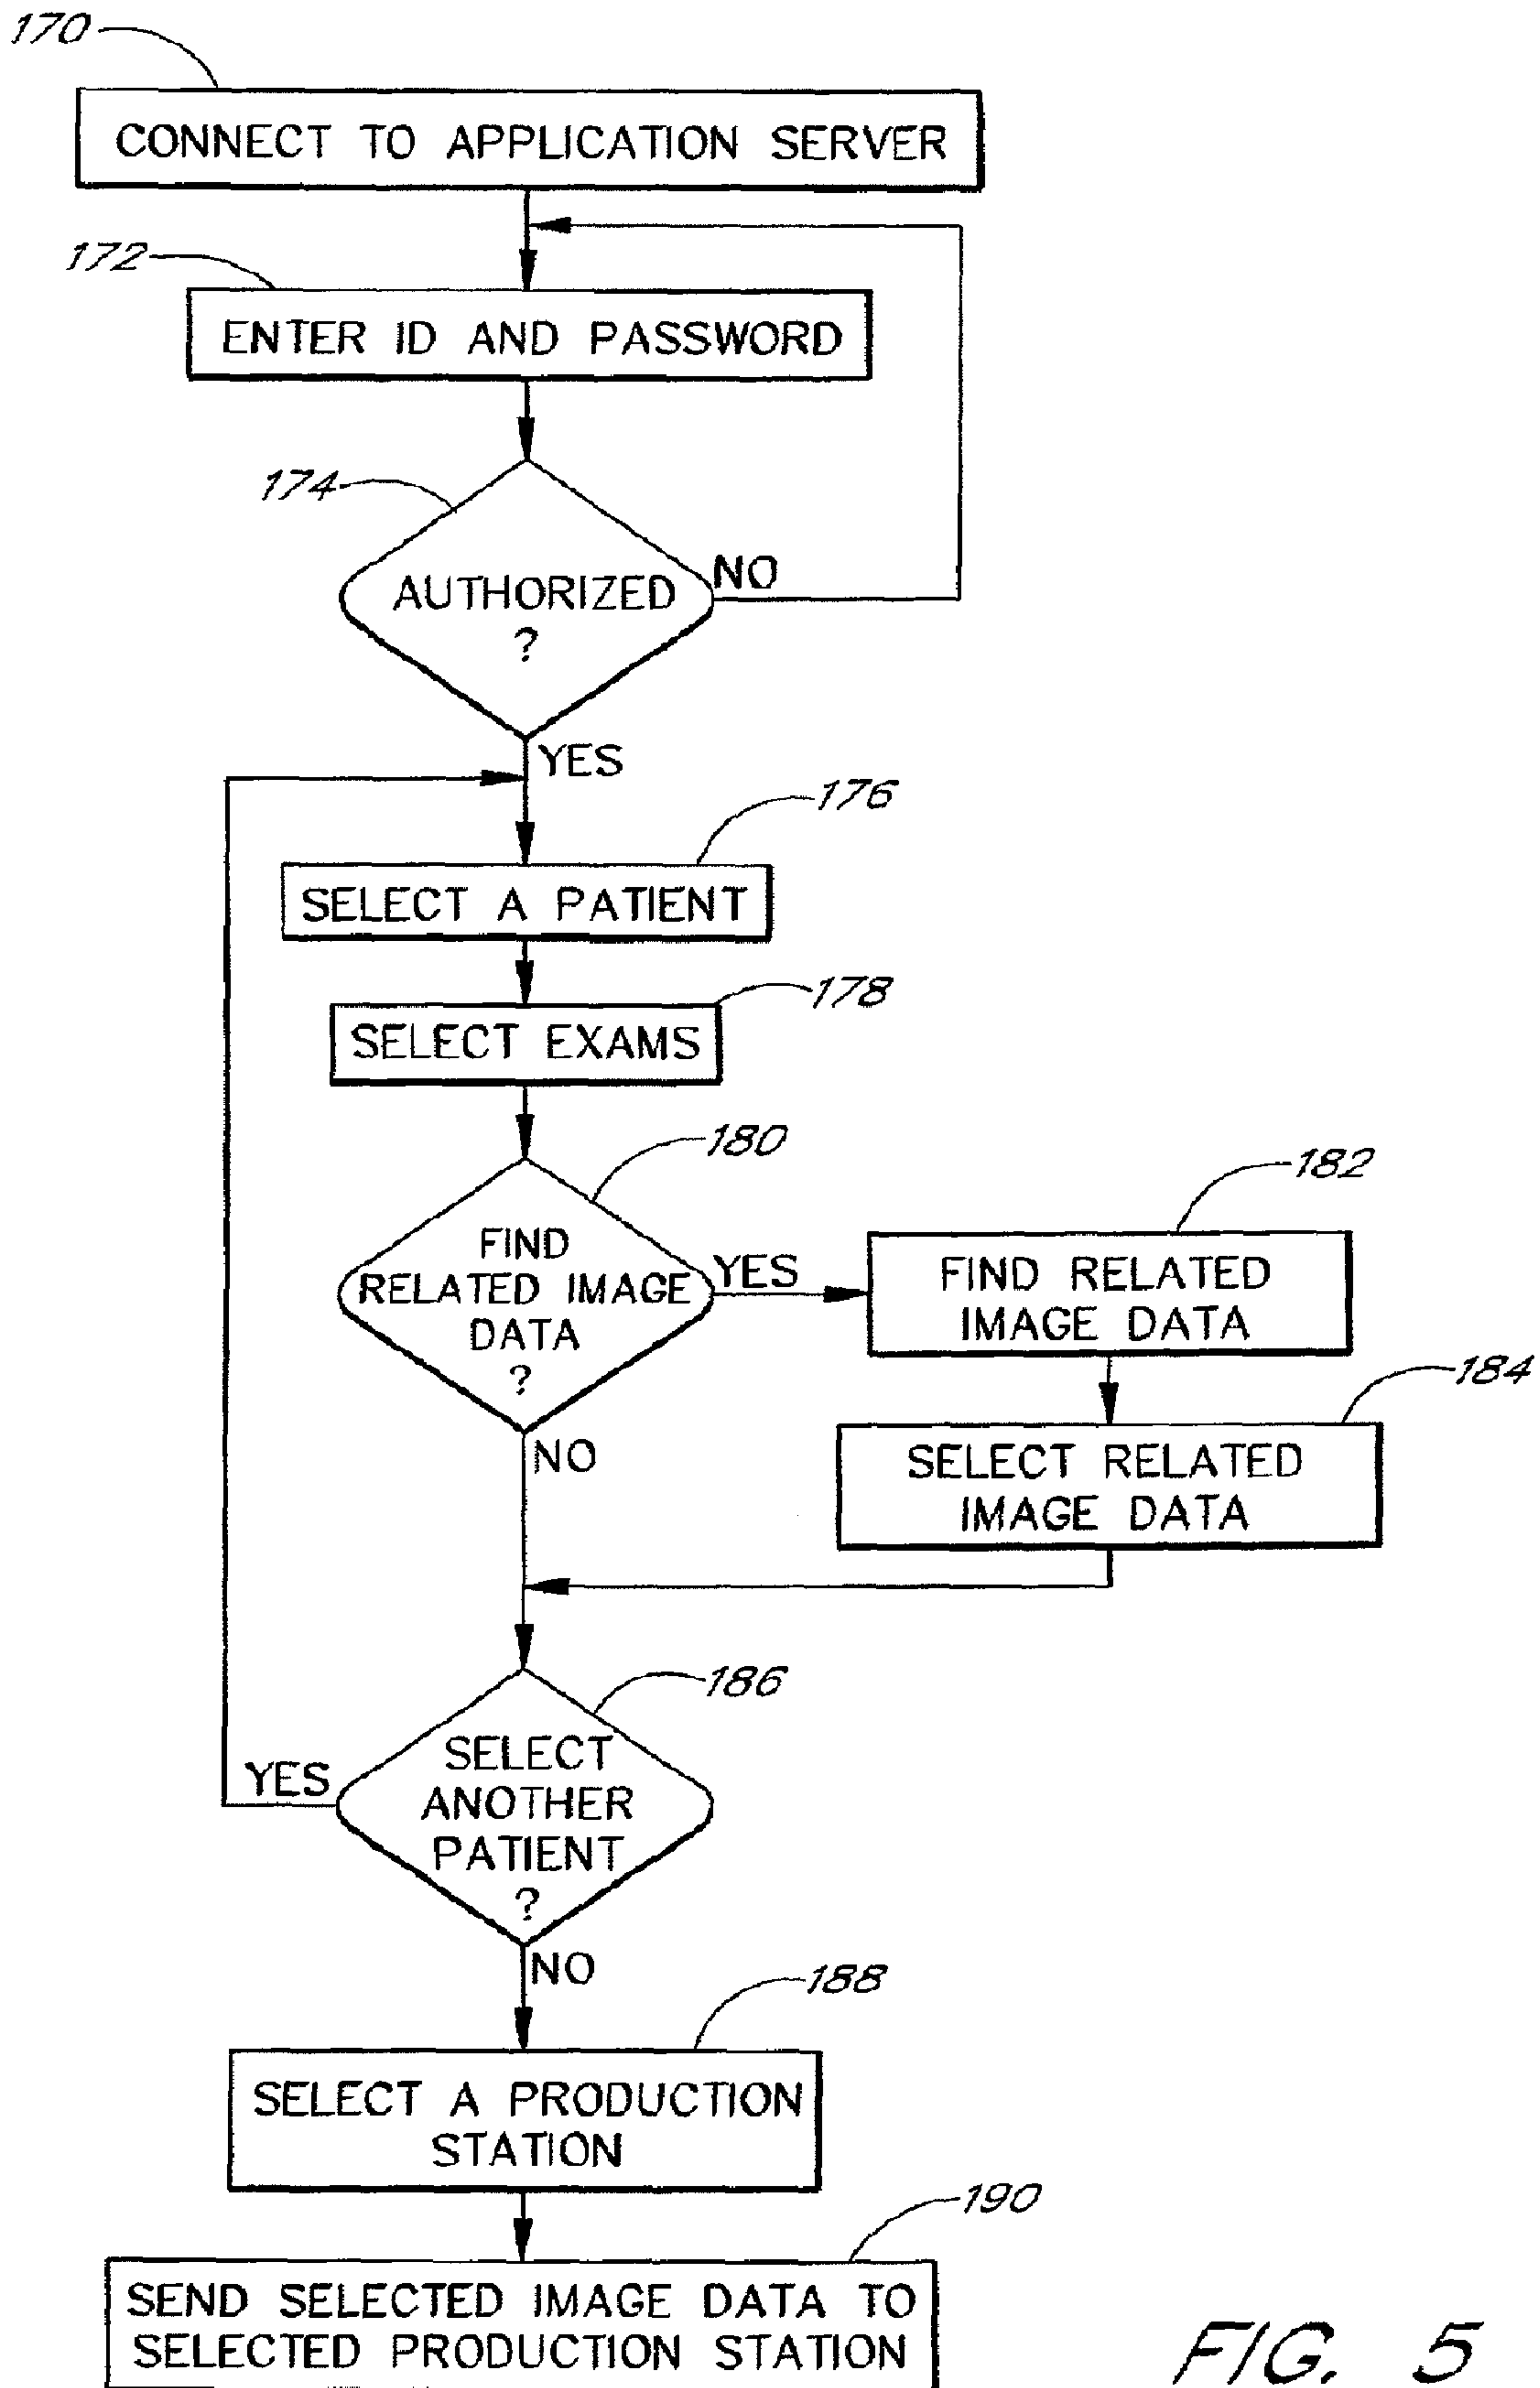 170
CONNECT TO APPLICATION SERVER
172
ENTER ID AND PASSWORD
174
AUTHORIZED
?
NO
YES
176
SELECT A PATIENT
178
SELECT EXAMS
180
FIND
RELATED IMAGE
DATA
?
YES
182
FIND RELATED
IMAGE DATA
184
SELECT RELATED
IMAGE DATA
NO
186
SELECT
ANOTHER
PATIENT
?
YES
NO
188
SELECT A PRODUCTION
STATION
190
SEND SELECTED IMAGE DATA TO
SELECTED PRODUCTION STATION
FIG. 5